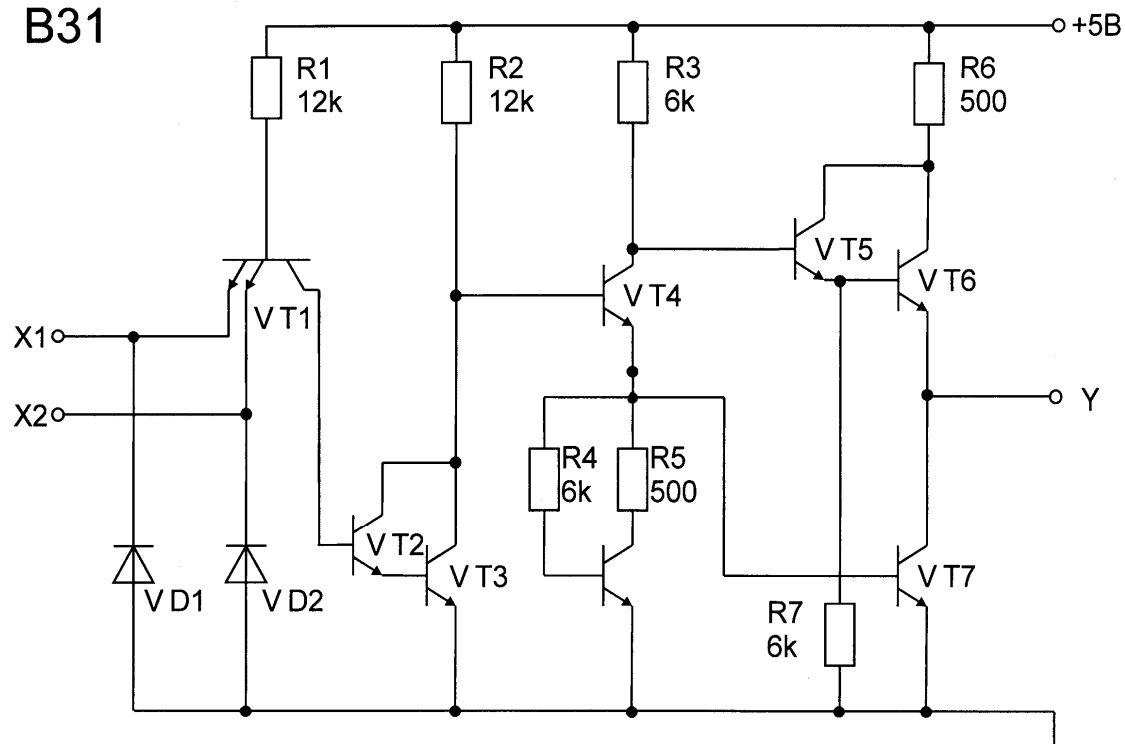 B31
+5В
R1
12k
R2
12k
R3
6k
R6
500
VT5
VT6
VT4
VT1
X1
X2
Y
R4
6k
R5
500
VT2
VT3
VT7
VD1
VD2
R7
6k